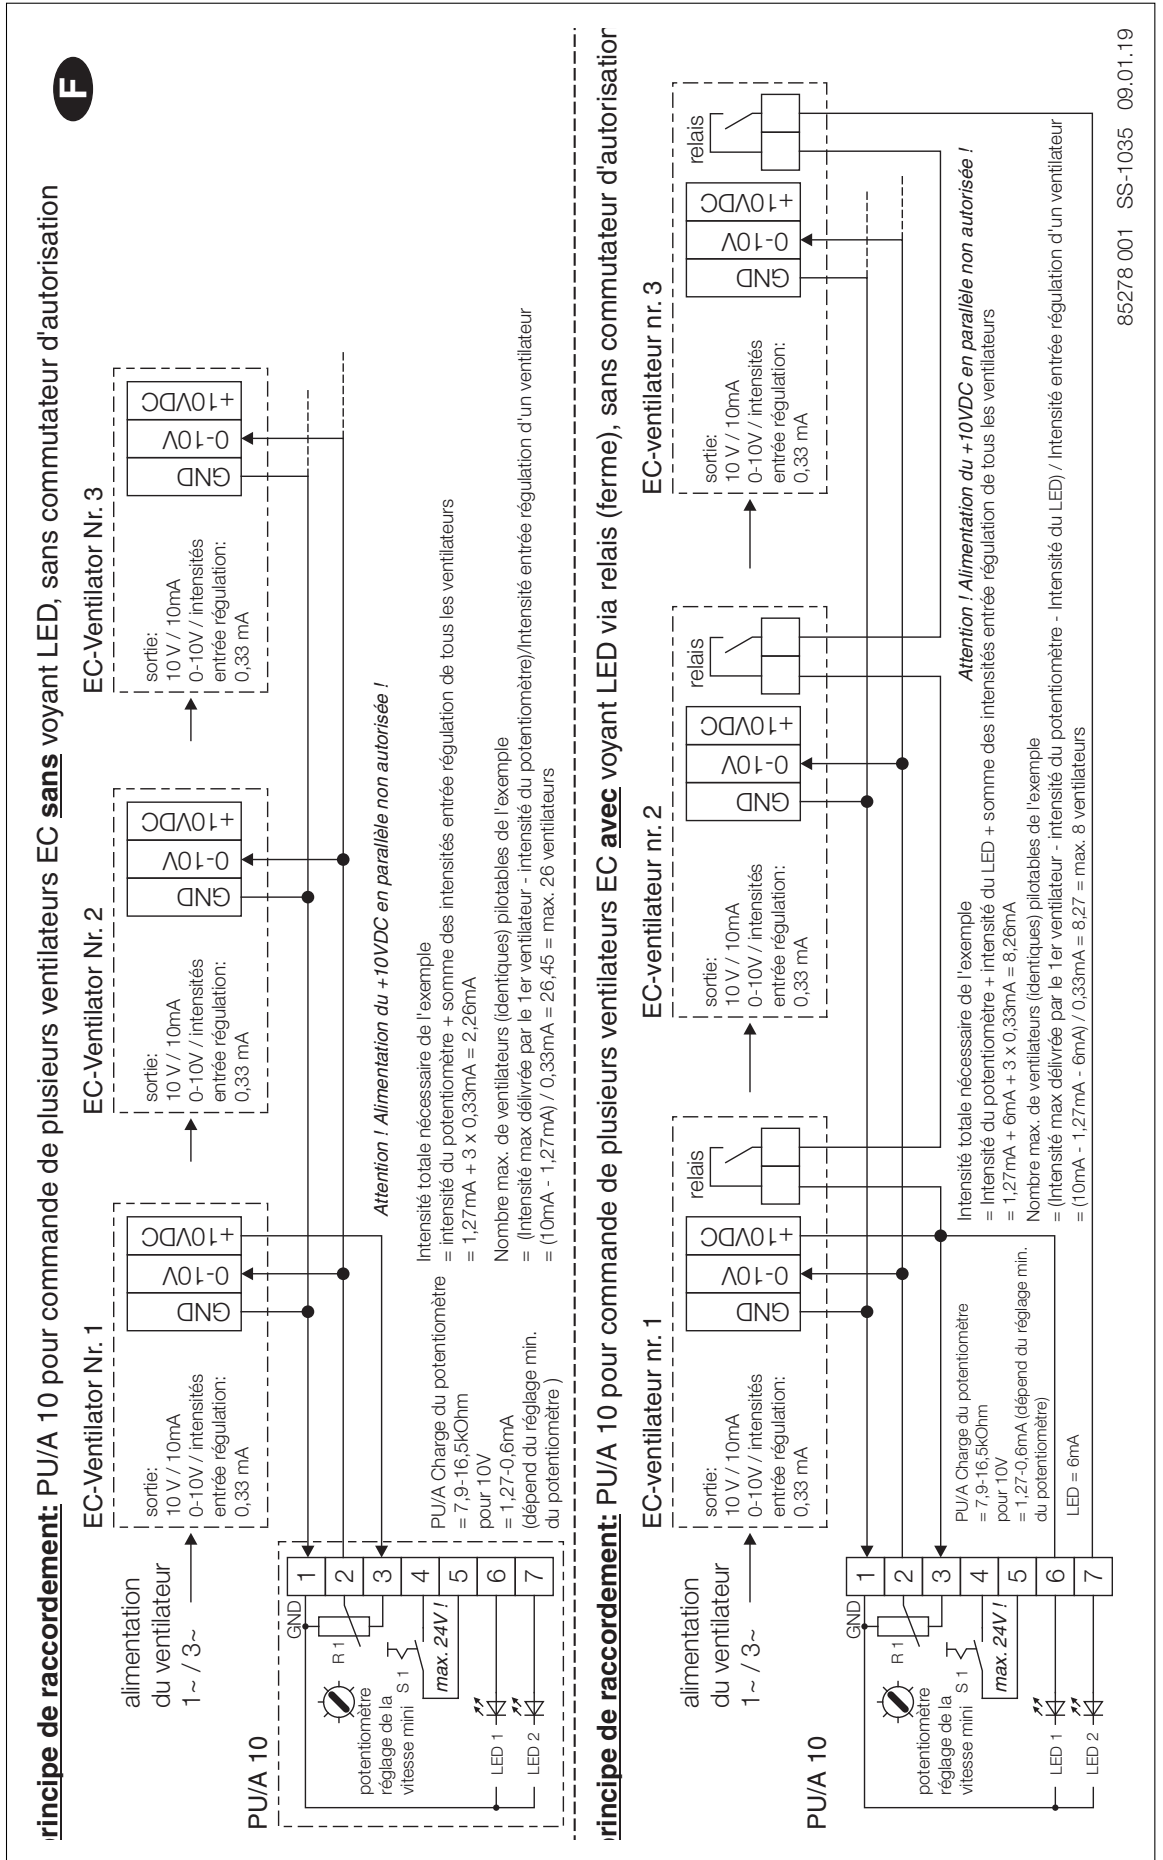 principe de raccordement: PU/A 10 pour commande de plusieurs ventilateurs EC sans voyant LED, sans commutateur d'autorisation
F
alimentation
du ventilateur
1~ / 3~
EC-Ventilator Nr. 1
sortie:
10 V / 10mA
0-10V / intensités
entrée régulation:
0,33 mA
GND
0-10V
+10VDC
EC-Ventilator Nr. 2
sortie:
10 V / 10mA
0-10V / intensités
entrée régulation:
0,33 mA
GND
0-10V
+10VDC
EC-Ventilator Nr. 3
sortie:
10 V / 10mA
0-10V / intensités
entrée régulation:
0,33 mA
GND
0-10V
+10VDC
PU/A 10
potentiomètre
réglage de la
vitesse mini
GND
R 1
S 1
max. 24V !
LED 1
LED 2
1
2
3
4
5
6
7
PU/A Charge du potentiomètre
= 7,9-16,5kOhm
pour 10V
= 1,27-0,6mA
(dépend du réglage min.
du potentiomètre )
Attention ! Alimentation du +10VDC en parallèle non autorisée !
Intensité totale nécessaire de l'exemple
= intensité du potentiomètre + somme des intensités entrée régulation de tous les ventilateurs
= 1,27mA + 3 x 0,33mA = 2,26mA
Nombre max. de ventilateurs (identiques) pilotables de l'exemple
= (Intensité max délivrée par le 1er ventilateur - intensité du potentiomètre)/Intensité entrée régulation d'un ventilateur
= (10mA - 1,27mA) / 0,33mA = 26,45 = max. 26 ventilateurs
principe de raccordement: PU/A 10 pour commande de plusieurs ventilateurs EC avec voyant LED via relais (ferme), sans commutateur d'autorisation
alimentation
du ventilateur
1~ / 3~
EC-ventilateur nr. 1
sortie:
10 V / 10mA
0-10V / intensités
entrée régulation:
0,33 mA
GND
0-10V
+10VDC
relais
EC-ventilateur nr. 2
sortie:
10 V / 10mA
0-10V / intensités
entrée régulation:
0,33 mA
GND
0-10V
+10VDC
relais
EC-ventilateur nr. 3
sortie:
10 V / 10mA
0-10V / intensités
entrée régulation:
0,33 mA
GND
0-10V
+10VDC
relais
PU/A 10
potentiomètre
réglage de la
vitesse mini
GND
R 1
S 1
max. 24V !
LED 1
LED 2
1
2
3
4
5
6
7
PU/A Charge du potentiomètre
= 7,9-16,5kOhm
pour 10V
= 1,27-0,6mA (dépend du réglage min.
du potentiomètre)
LED = 6mA
Attention ! Alimentation du +10VDC en parallèle non autorisée !
Intensité totale nécessaire de l'exemple
= Intensité du potentiomètre + intensité du LED + somme des intensités entrée régulation de tous les ventilateurs
= 1,27mA + 6mA + 3 x 0,33mA = 8,26mA
Nombre max. de ventilateurs (identiques) pilotables de l'exemple
= (Intensité max délivrée par le 1er ventilateur - intensité du potentiomètre - Intensité du LED) / Intensité entrée régulation d'un ventilateur
= (10mA - 1,27mA - 6mA) / 0,33mA = 8,27 = max. 8 ventilateurs
85278 001 SS-1035 09.01.19